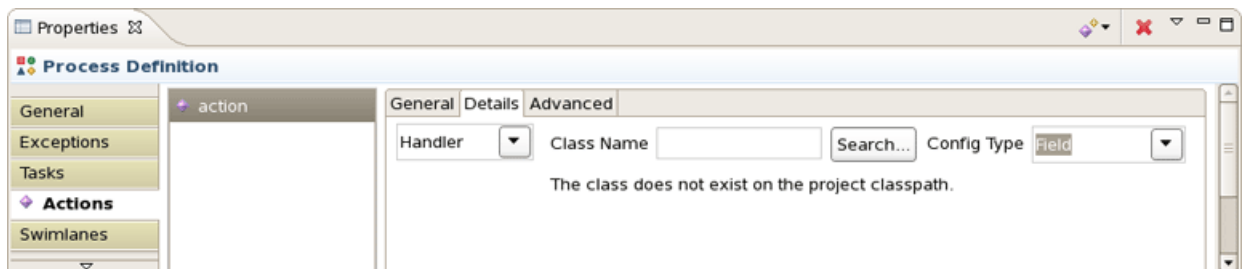 Properties
Process Definition
General
Exceptions
Tasks
Actions
Swimlanes
action
General Details Advanced
Handler Class Name Search... Config Type Field
The class does not exist on the project classpath.